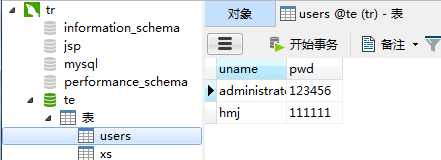 tr
information_schema
jsp
mysql
performance_schema
te
表
users
xs
对象
users @te (tr) - 表
开始事务
备注
uname pwd
administrat 123456
hmj 111111